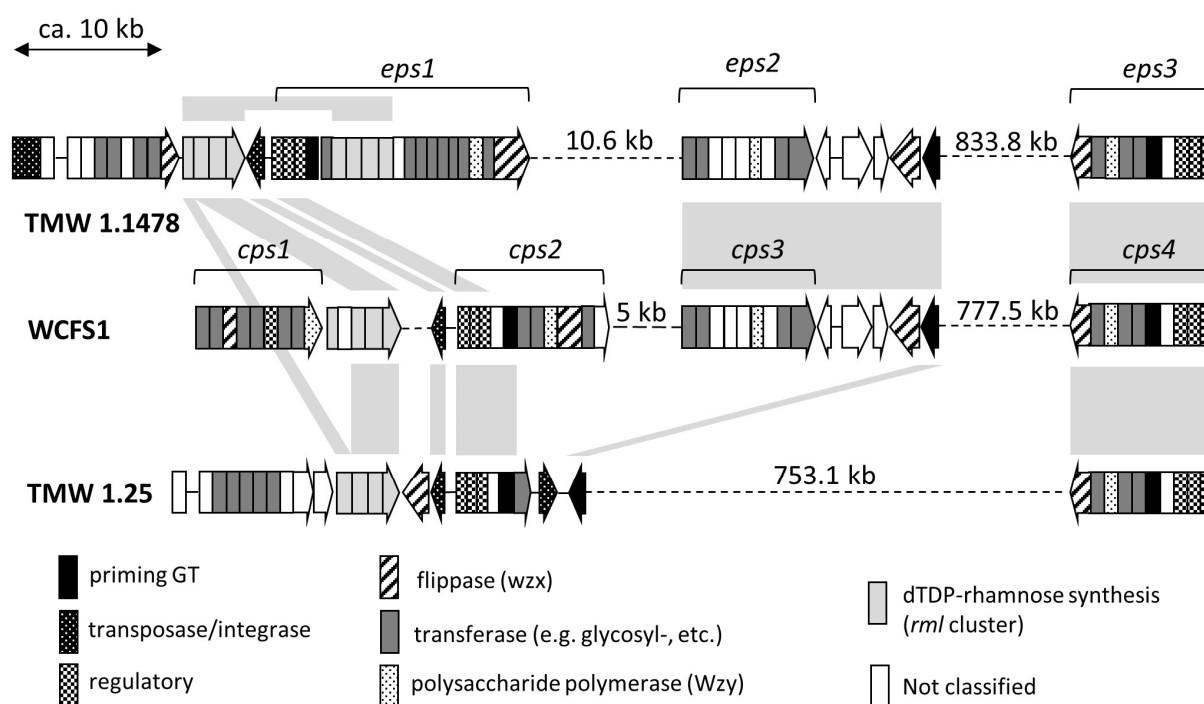 ca. 10 kb
eps1
eps2
eps3
10.6 kb
833.8 kb
TMW 1.1478
cps1
cps2
cps3
cps4
WCFS1
5 kb
777.5 kb
TMW 1.25
753.1 kb
priming GT
flippase (wzx)
dTDP-rhamnose synthesis
(rml cluster)
transposase/integrase
transferase (e.g. glycosyl-, etc.)
regulatory
polysaccharide polymerase (Wzy)
Not classified